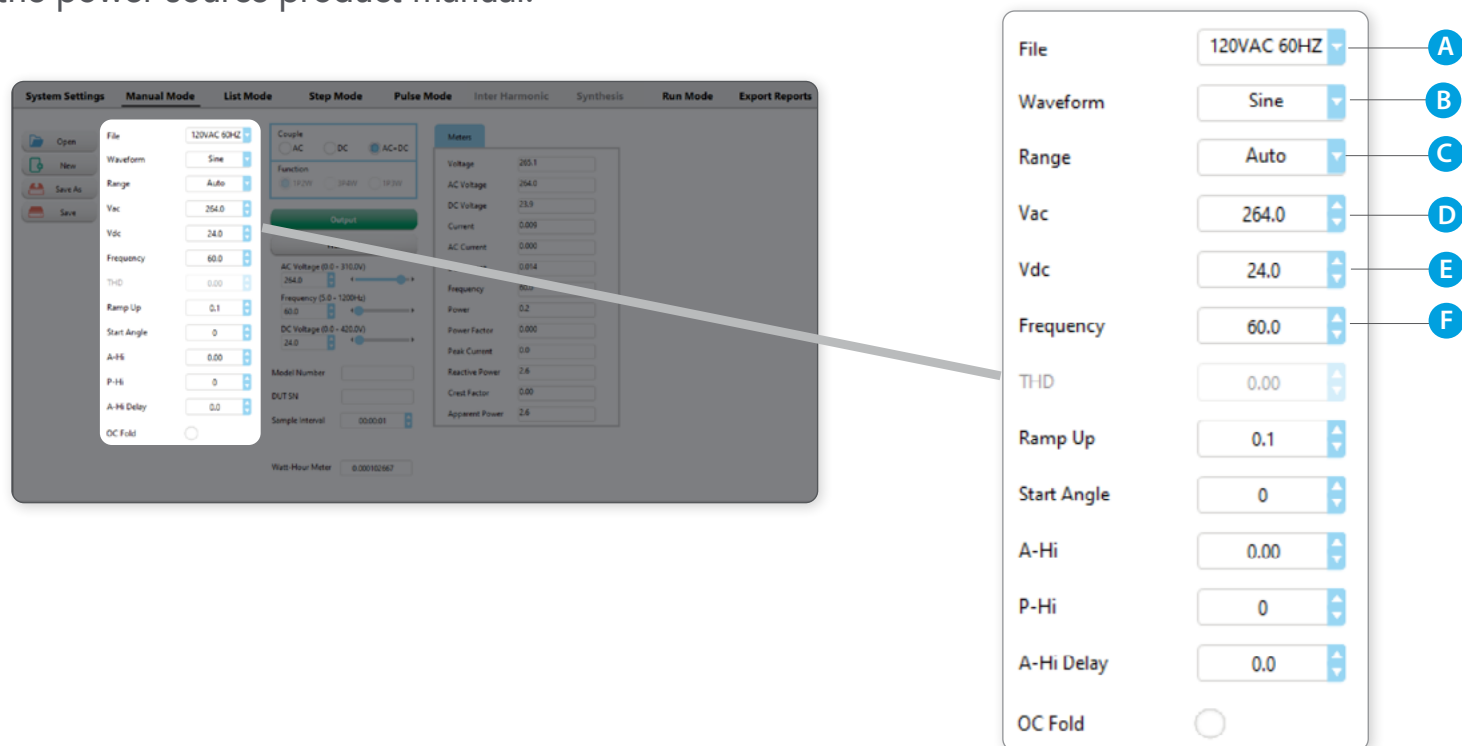 the power source product manual.
System Settings Manual Mode List Mode Step Mode Pulse Mode Inter Harmonic Synthesis Run Mode Export Reports
Open
New
Save As
Save
File 120VAC 60HZ
Waveform Sine
Range Auto
Vac 264.0
Vdc 24.0
Frequency 60.0
THD 0.00
Ramp Up 0.1
Start Angle 0
A-Hi 0.00
P-Hi 0
A-Hi Delay 0.0
OC Fold
Couple
AC DC AC+DC
Function
1P2W 3P4W 1P3W
Output
AC Voltage (0.0 - 310.0V)
264.0
Frequency (5.0 - 1200Hz)
60.0
DC Voltage (0.0 - 420.0V)
24.0
Model Number
DUT SN
Sample Interval 00:00:01
Watt-Hour Meter 0.000102667
Meters
Voltage 265.1
AC Voltage 264.0
DC Voltage 23.9
Current 0.009
AC Current 0.000
0.014
Frequency 60.0
Power 0.2
Power Factor 0.000
Peak Current 0.0
Reactive Power 2.6
Crest Factor 0.00
Apparent Power 2.6
File 120VAC 60HZ A
Waveform Sine B
Range Auto C
Vac 264.0 D
Vdc 24.0 E
Frequency 60.0 F
THD 0.00
Ramp Up 0.1
Start Angle 0
A-Hi 0.00
P-Hi 0
A-Hi Delay 0.0
OC Fold